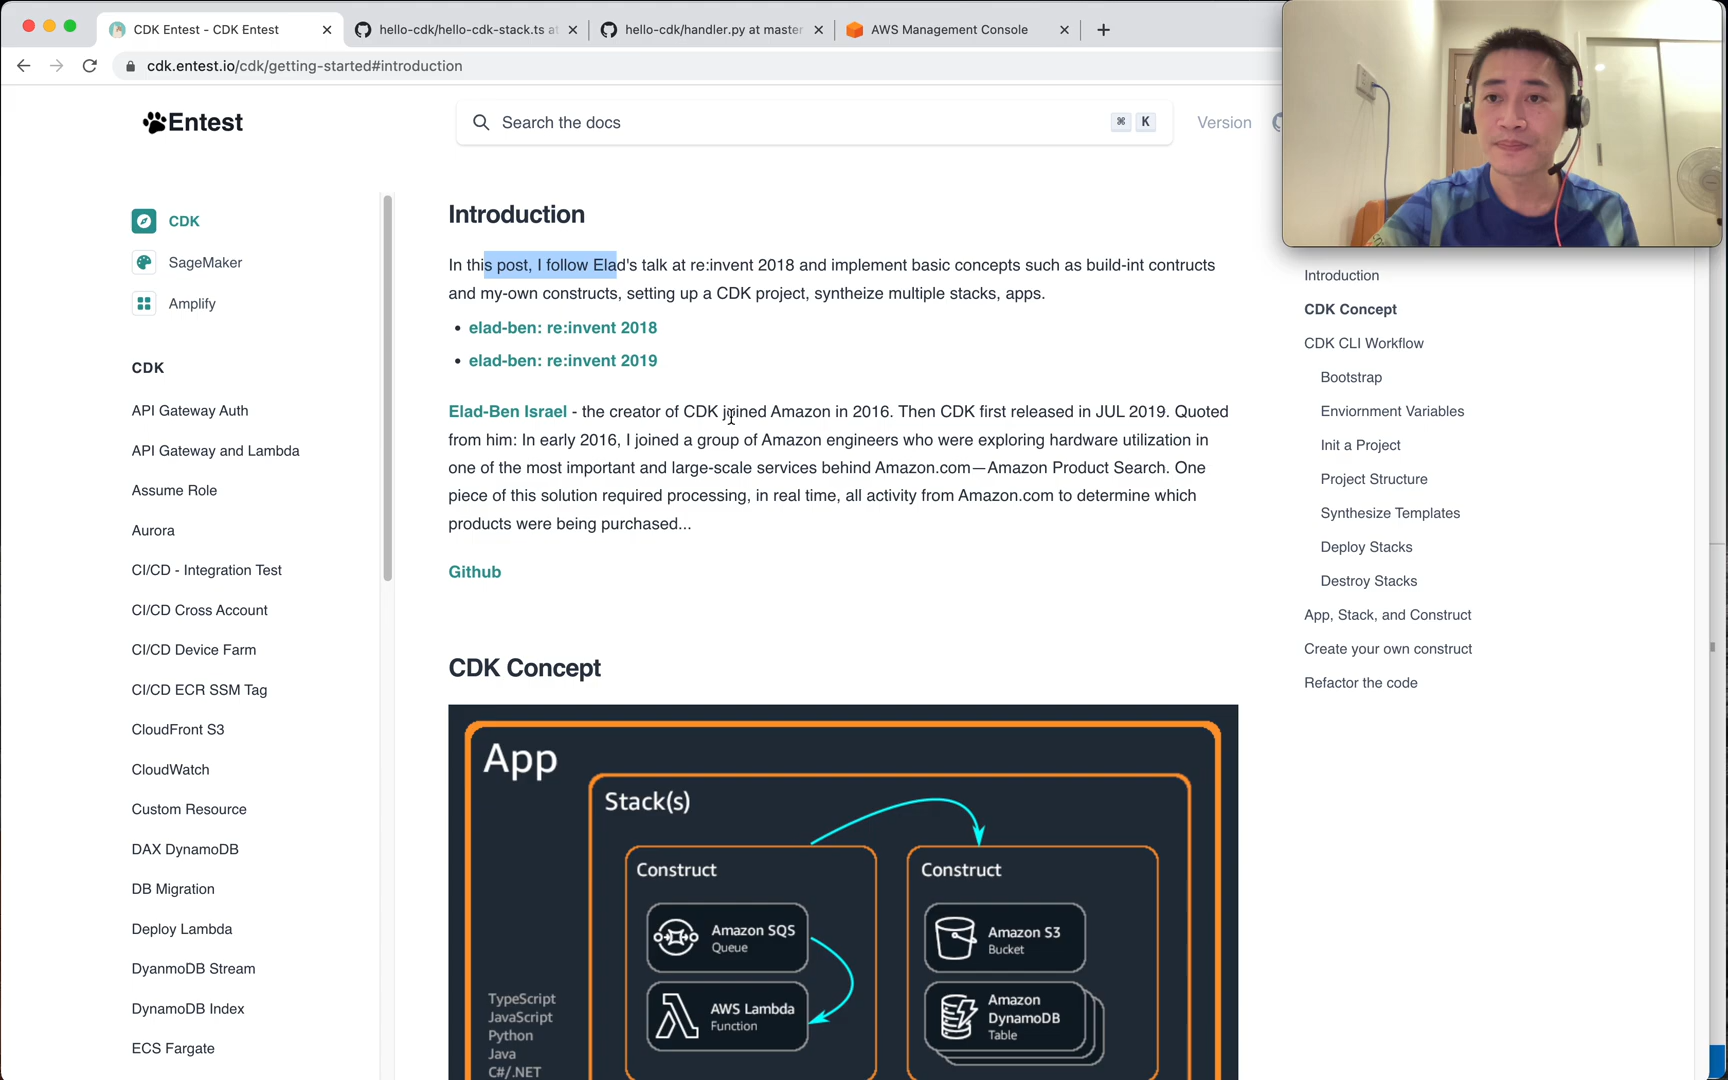 CDK Entest - CDK Entest
hello-cdk/hello-cdk-stack.ts at
hello-cdk/handler.py at master
AWS Management Console
cdk.entest.io/cdk/getting-started#introduction
Entest
Search the docs
⌘ K
Version
CDK
SageMaker
Amplify
CDK
API Gateway Auth
API Gateway and Lambda
Assume Role
Aurora
CI/CD - Integration Test
CI/CD Cross Account
CI/CD Device Farm
CI/CD ECR SSM Tag
CloudFront S3
CloudWatch
Custom Resource
DAX DynamoDB
DB Migration
Deploy Lambda
DyanmoDB Stream
DynamoDB Index
ECS Fargate
Introduction
In this post, I follow Elad's talk at re:invent 2018 and implement basic concepts such as build-int contructs
and my-own constructs, setting up a CDK project, syntheize multiple stacks, apps.
• elad-ben: re:invent 2018
• elad-ben: re:invent 2019
Elad-Ben Israel - the creator of CDK joined Amazon in 2016. Then CDK first released in JUL 2019. Quoted
from him: In early 2016, I joined a group of Amazon engineers who were exploring hardware utilization in
one of the most important and large-scale services behind Amazon.com—Amazon Product Search. One
piece of this solution required processing, in real time, all activity from Amazon.com to determine which
products were being purchased...
Github
CDK Concept
App
Stack(s)
Construct
Amazon SQS
Queue
AWS Lambda
Function
Construct
Amazon S3
Bucket
Amazon
DynamoDB
Table
TypeScript
JavaScript
Python
Java
C#/.NET
Introduction
CDK Concept
CDK CLI Workflow
Bootstrap
Enviornment Variables
Init a Project
Project Structure
Synthesize Templates
Deploy Stacks
Destroy Stacks
App, Stack, and Construct
Create your own construct
Refactor the code